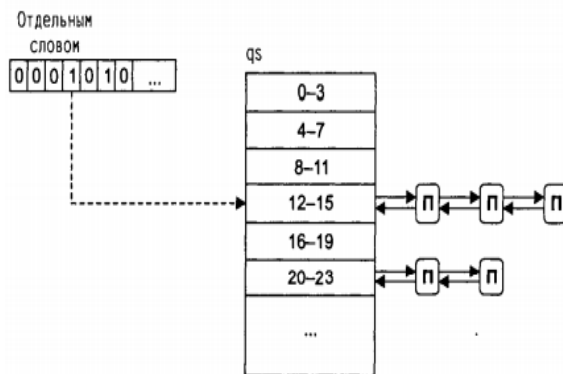 Отдельным
словом
0 0 0 1 0 1 0 ...
qs
0–3
4–7
8–11
12–15
П П П
16–19
20–23
П П
...